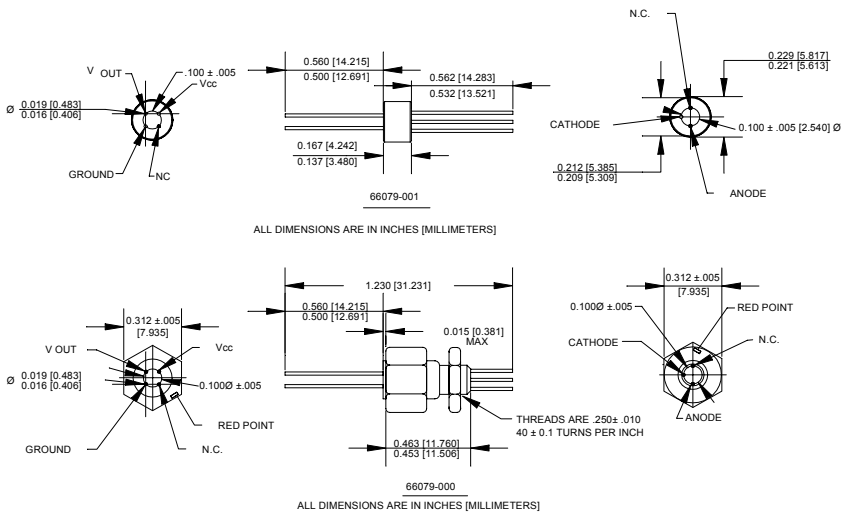 N.C.
0.560 [14.215]
0.500 [12.691]
0.562 [14.283]
0.532 [13.521]
0.229 [5.817]
0.221 [5.613]
V OUT
.100 ± .005
Vcc
Ø 0.019 [0.483]
0.016 [0.406]
CATHODE
0.100 ± .005 [2.540] Ø
0.167 [4.242]
0.137 [3.480]
GROUND
NC
0.212 [5.385]
0.209 [5.309]
ANODE
66079-001
ALL DIMENSIONS ARE IN INCHES [MILLIMETERS]
1.230 [31.231]
0.560 [14.215]
0.500 [12.691]
0.312 ±.005
[7.935]
0.015 [0.381]
MAX
0.312 ±.005
[7.935]
0.100Ø ±.005
RED POINT
V OUT
Vcc
CATHODE
N.C.
Ø 0.019 [0.483]
0.016 [0.406]
0.100Ø ±.005
RED POINT
THREADS ARE .250± .010
40 ± 0.1 TURNS PER INCH
ANODE
GROUND
N.C.
0.463 [11.760]
0.453 [11.506]
66079-000
ALL DIMENSIONS ARE IN INCHES [MILLIMETERS]